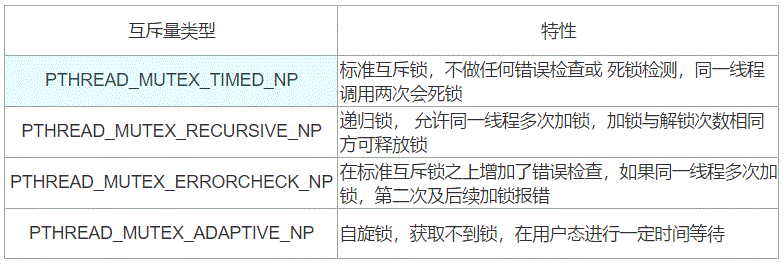 互斥量类型
特性
PTHREAD_MUTEX_TIMED_NP
标准互斥锁，不做任何错误检查或 死锁检测，同一线程
调用两次会死锁
PTHREAD_MUTEX_RECURSIVE_NP
递归锁， 允许同一线程多次加锁，加锁与解锁次数相同
方可释放锁
PTHREAD_MUTEX_ERRORCHECK_NP
在标准互斥锁之上增加了错误检查，如果同一线程多次加
锁，第二次及后续加锁报错
PTHREAD_MUTEX_ADAPTIVE_NP
自旋锁，获取不到锁，在用户态进行一定时间等待